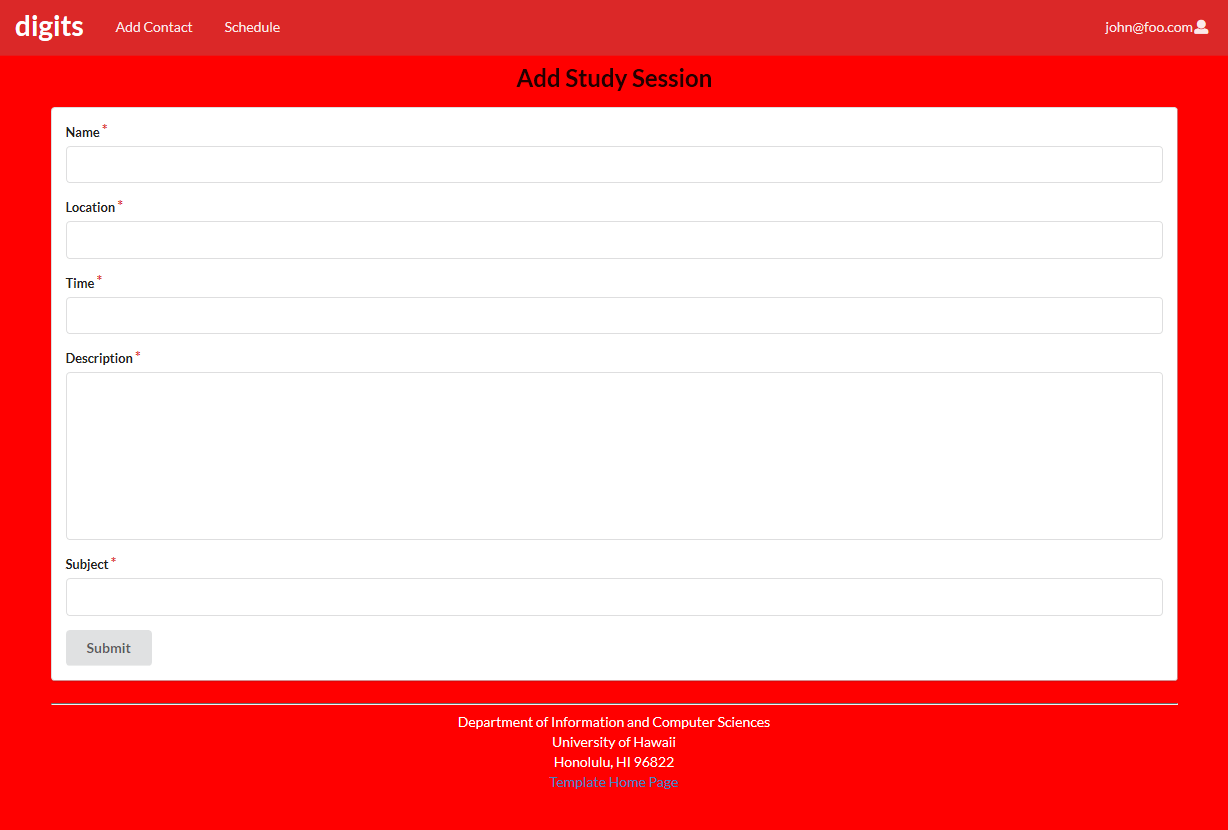 digits Add Contact Schedule john@foo.com
Add Study Session
Name *
Location *
Time *
Description *
Subject *
Submit
Department of Information and Computer Sciences
University of Hawaii
Honolulu, HI 96822
Template Home Page